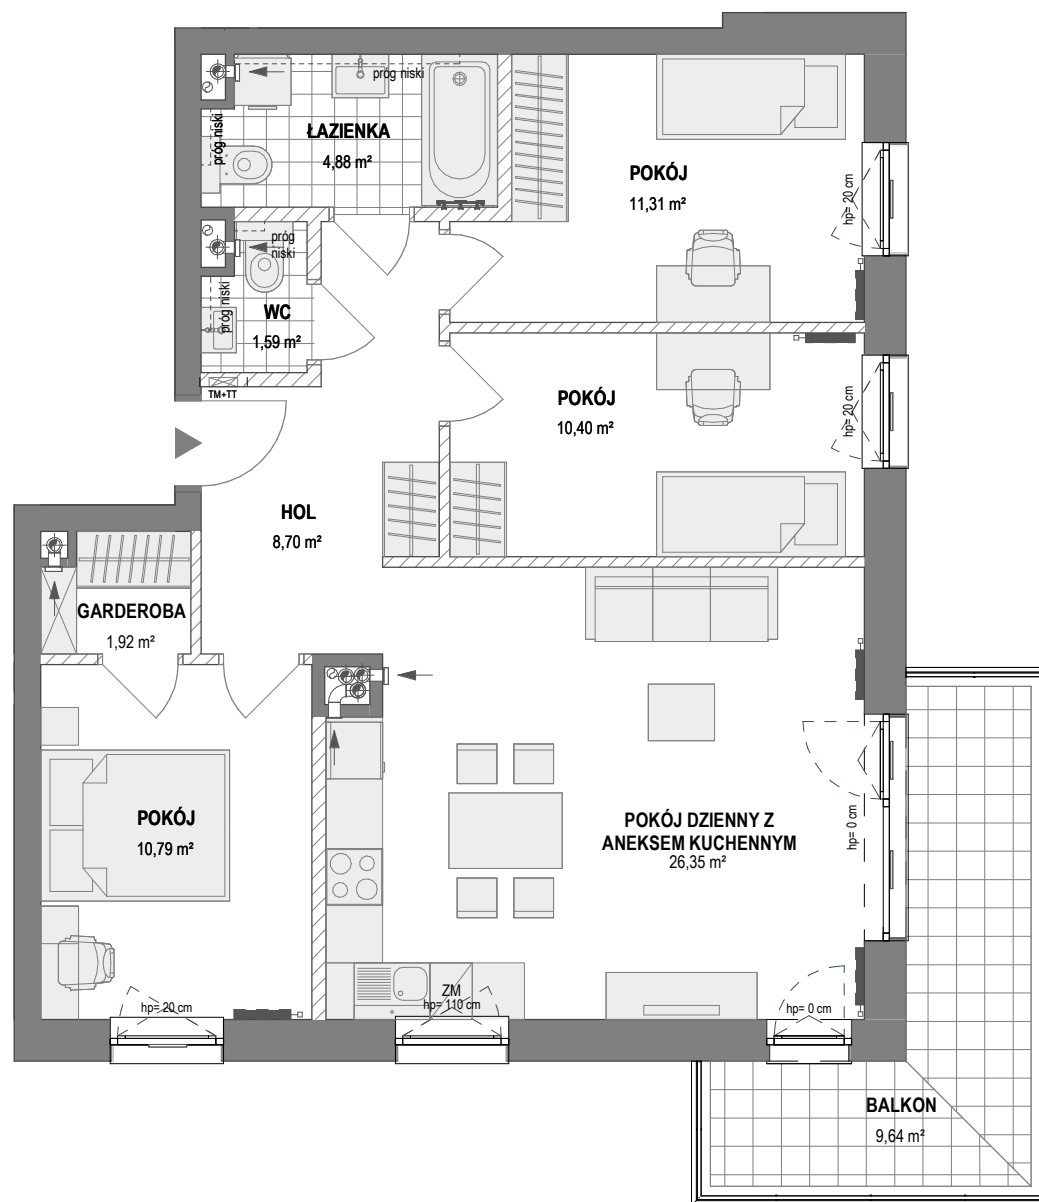 próg niski
próg niski
ŁAZIENKA
4,88 m²
POKÓJ
11,31 m²
hp= 20 cm
próg
niski
próg niski
WC
1,59 m²
TM+TT
POKÓJ
10,40 m²
hp= 20 cm
HOL
8,70 m²
GARDEROBA
1,92 m²
POKÓJ
10,79 m²
POKÓJ DZIENNY Z
ANEKSEM KUCHENNYM
26,35 m²
hp= 0 cm
ZM
hp= 20 cm
hp= 110 cm
hp= 0 cm
BALKON
9,64 m²